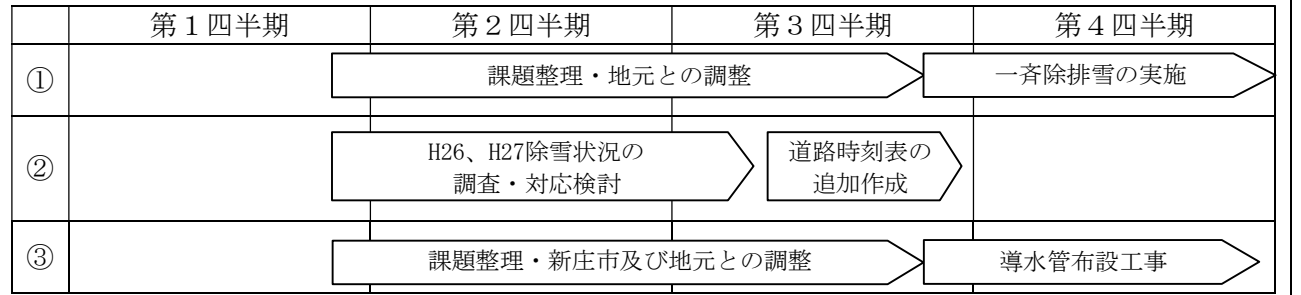 第１四半期 第２四半期 第３四半期 第４四半期
① 課題整理・地元との調整 一斉除排雪の実施
② H26、H27除雪状況の
調査・対応検討
道路時刻表の
追加作成
③ 課題整理・新庄市及び地元との調整 導水管布設工事